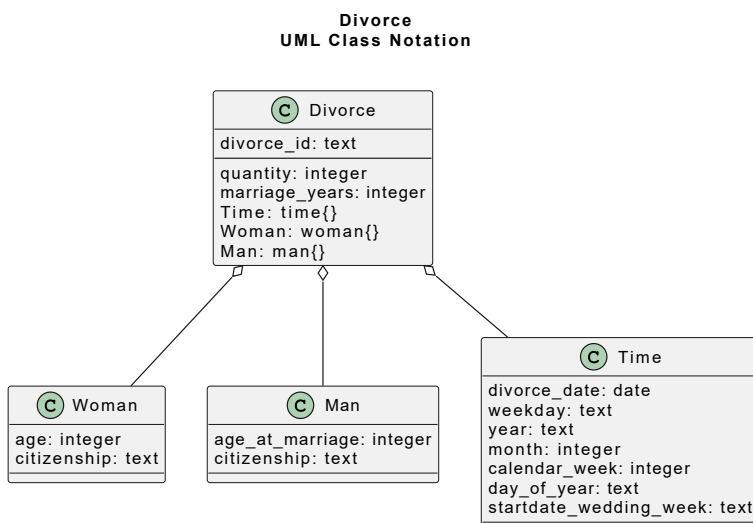 Divorce
UML Class Notation
C Divorce
divorce_id: text
quantity: integer
marriage_years: integer
Time: time{}
Woman: woman{}
Man: man{}
C Woman
age: integer
citizenship: text
C Man
age_at_marriage: integer
citizenship: text
C Time
divorce_date: date
weekday: text
year: text
month: integer
calendar_week: integer
day_of_year: text
startdate_wedding_week: text